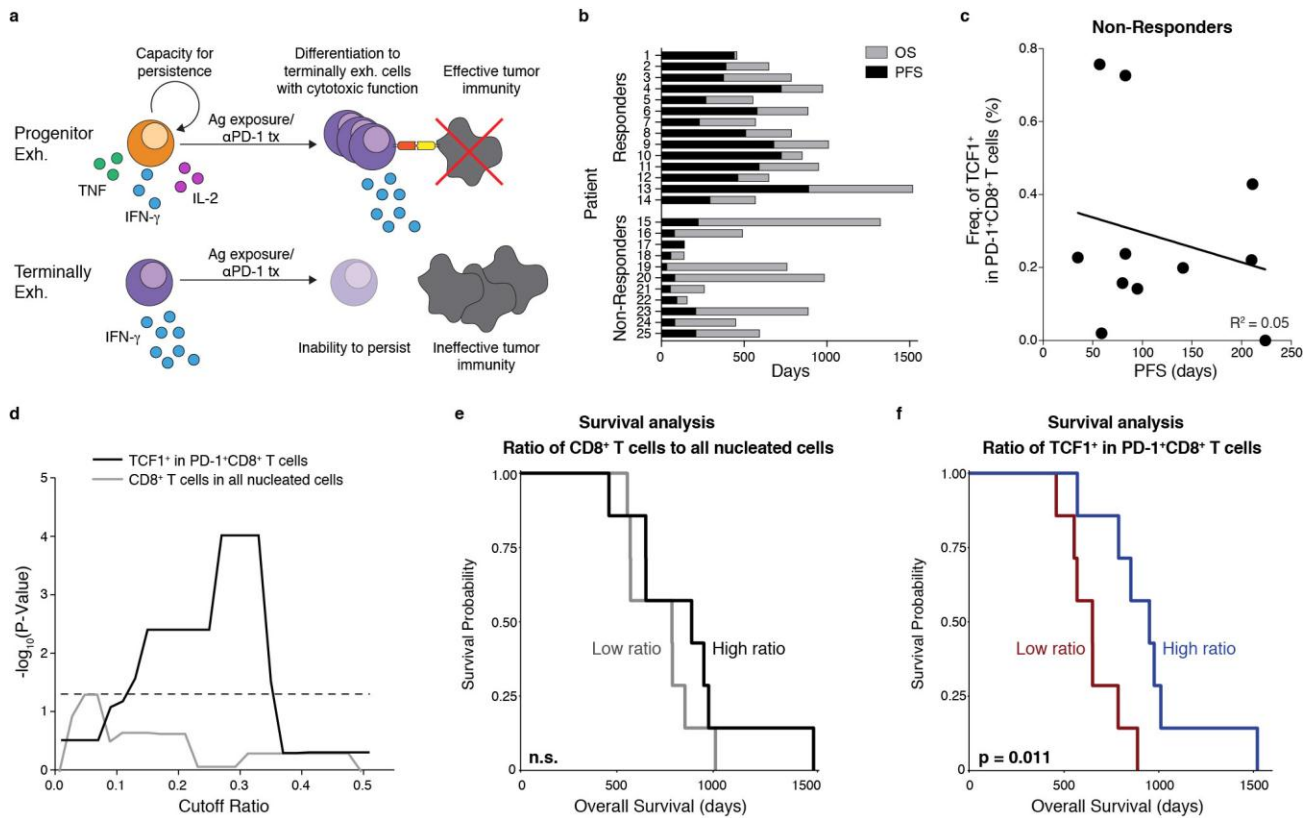 a
Capacity for
persistence
Differentiation to
terminally exh. cells
with cytotoxic function
Effective tumor
immunity
Progenitor
Exh.
Ag exposure/
αPD-1 tx
TNF
IFN-γ
IL-2
Terminally
Exh.
Ag exposure/
αPD-1 tx
IFN-γ
Inability to persist
Ineffective tumor
immunity
b
OS
PFS
Patient
Responders
1
2
3
4
5
6
7
8
9
10
11
12
13
14
Non-Responders
15
16
17
18
19
20
21
22
23
24
25
0 500 1000 1500
Days
c
Non-Responders
Freq. of TCF1⁺
in PD-1⁺CD8⁺ T cells (%)
0.8
0.6
0.4
0.2
0.0
R² = 0.05
0 50 100 150 200 250
PFS (days)
d
TCF1⁺ in PD-1⁺CD8⁺ T cells
CD8⁺ T cells in all nucleated cells
-log₁₀(P-Value)
5
4
3
2
1
0
0.0 0.1 0.2 0.3 0.4 0.5
Cutoff Ratio
e
Survival analysis
Ratio of CD8⁺ T cells to all nucleated cells
Survival Probability
1.00
0.75
0.50
0.25
0
Low ratio
High ratio
n.s.
0 500 1000 1500
Overall Survival (days)
f
Survival analysis
Ratio of TCF1⁺ in PD-1⁺CD8⁺ T cells
Survival Probability
1.00
0.75
0.50
0.25
0
Low ratio
High ratio
p = 0.011
0 500 1000 1500
Overall Survival (days)